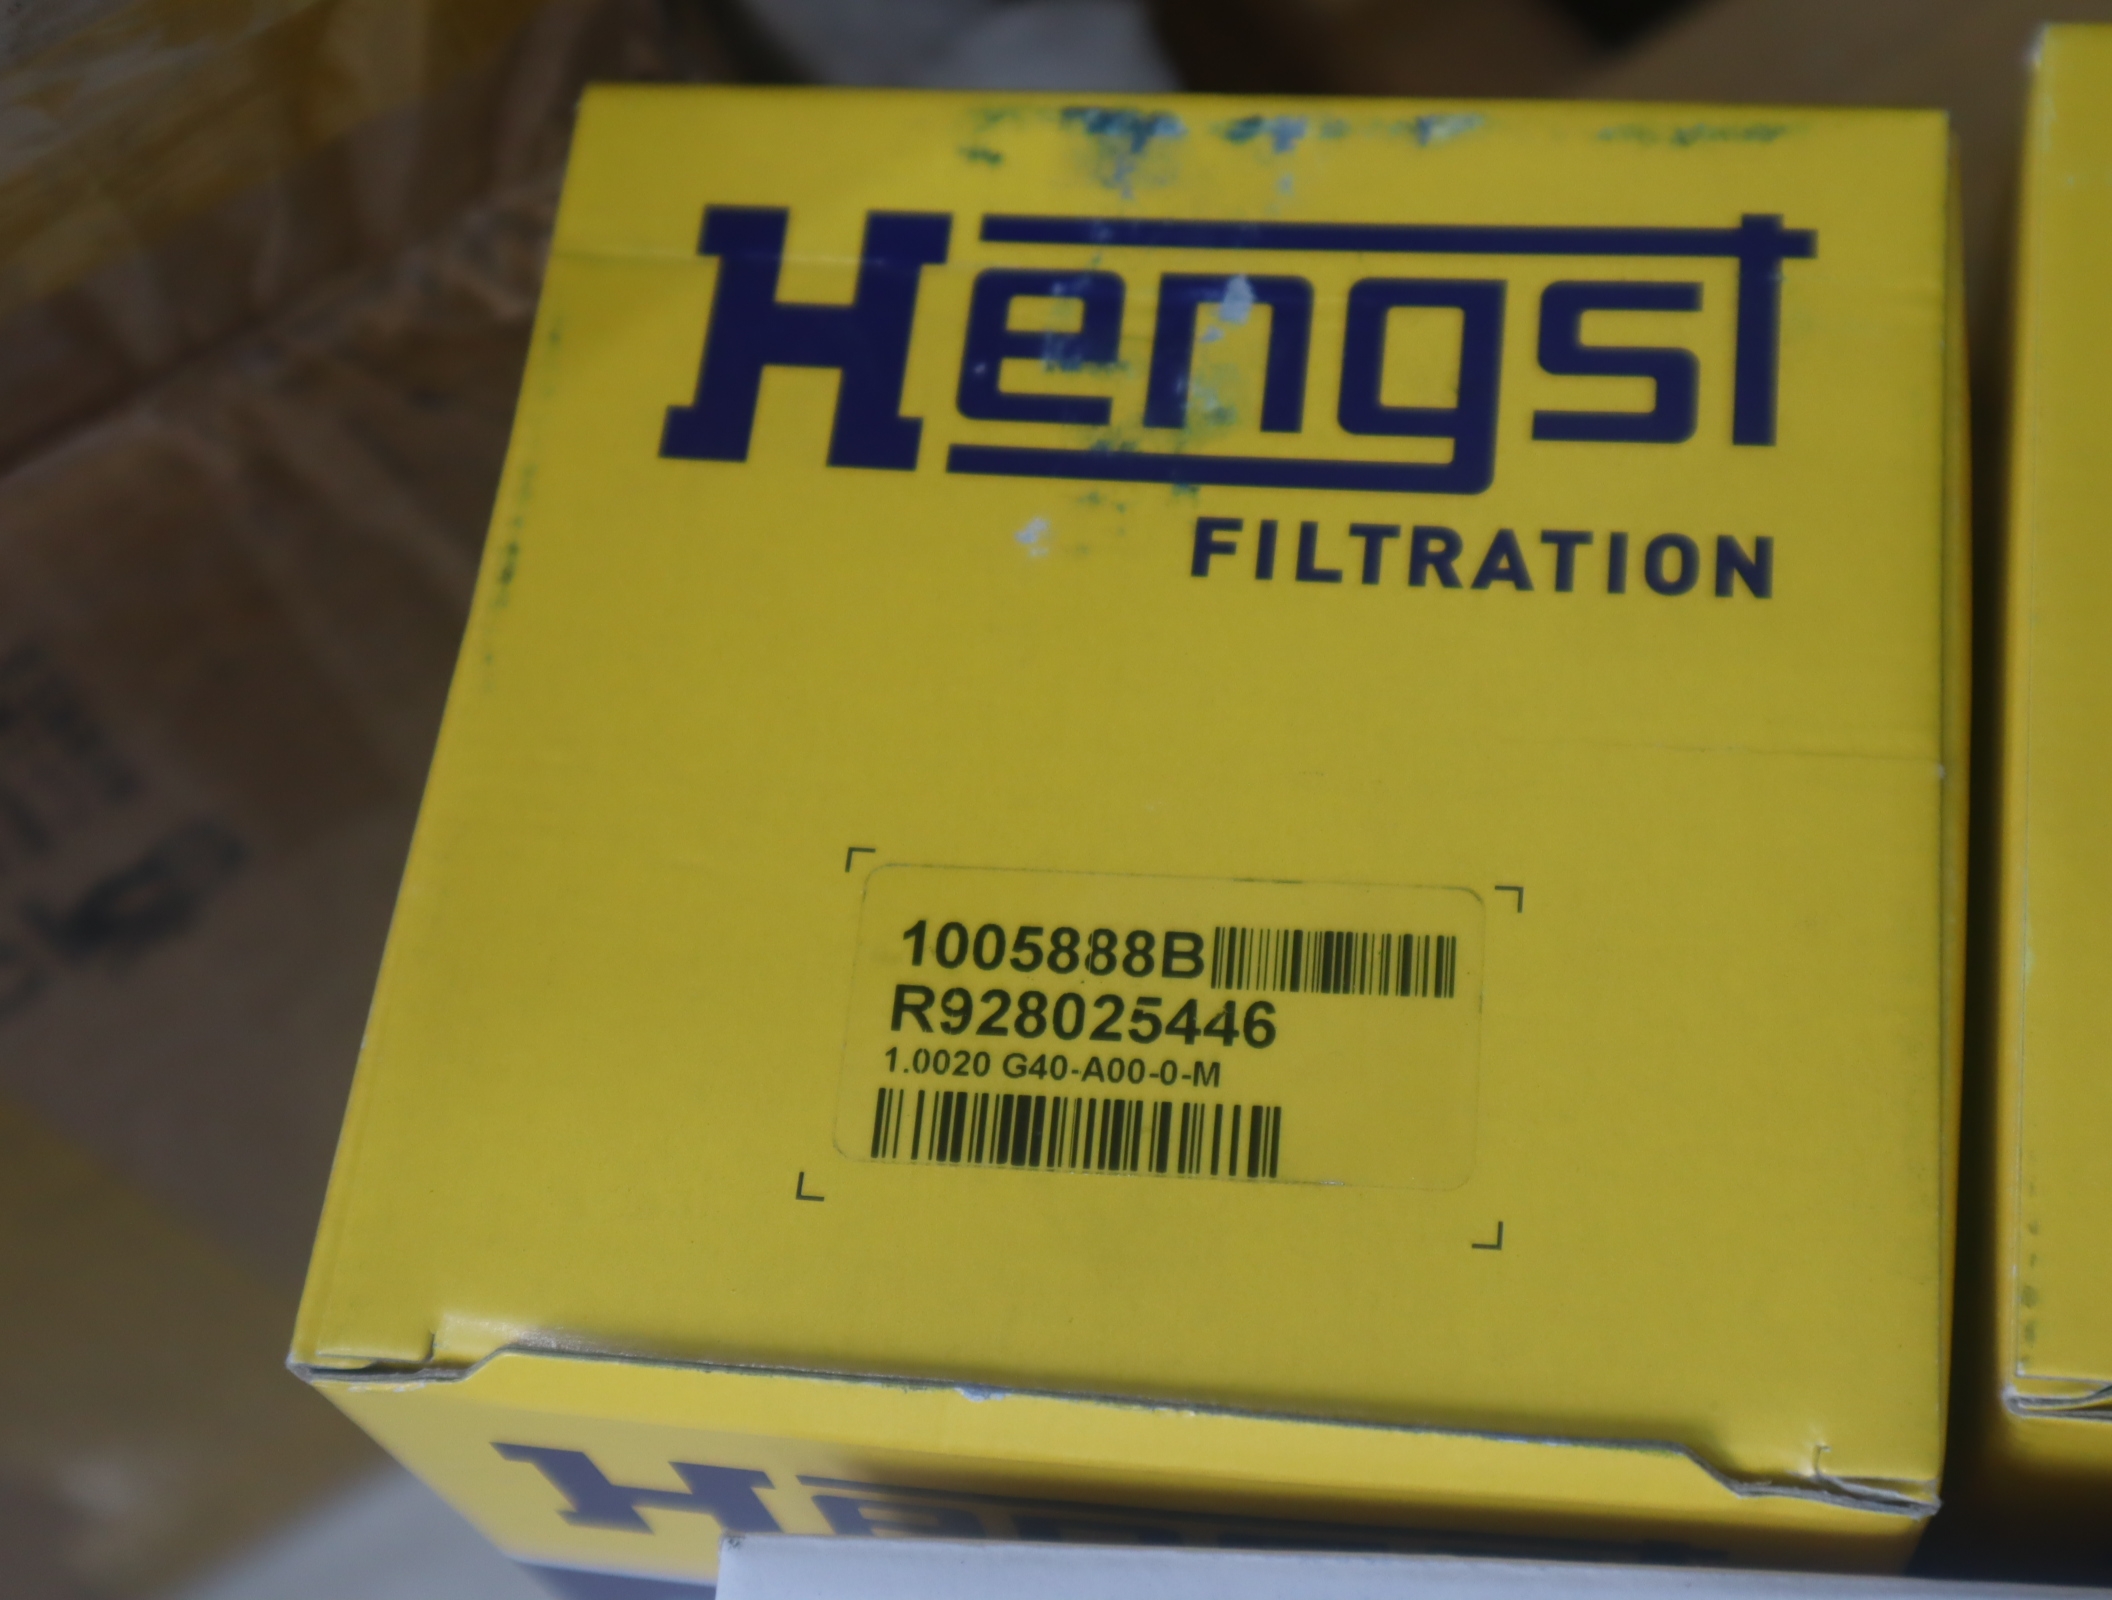 Hengst
FILTRATION
1005888B
R928025446
1.0020 G40-A00-0-M